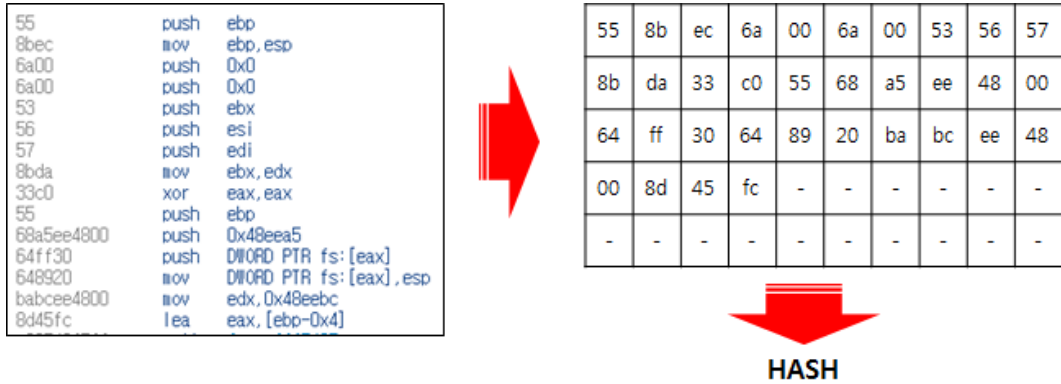 55 push ebp
8bec mov ebp,esp
6a00 push 0x0
6a00 push 0x0
53 push ebx
56 push esi
57 push edi
8bda mov ebx,edx
33c0 xor eax,eax
55 push ebp
68a5ee4800 push 0x48eea5
64ff30 push DWORD PTR fs:[eax]
648920 mov DWORD PTR fs:[eax],esp
babcee4800 mov edx,0x48eebc
8d45fc lea eax,[ebp-0x4]
55 8b ec 6a 00 6a 00 53 56 57
8b da 33 c0 55 68 a5 ee 48 00
64 ff 30 64 89 20 ba bc ee 48
00 8d 45 fc - - - - - -
- - - - - - - - - -
HASH